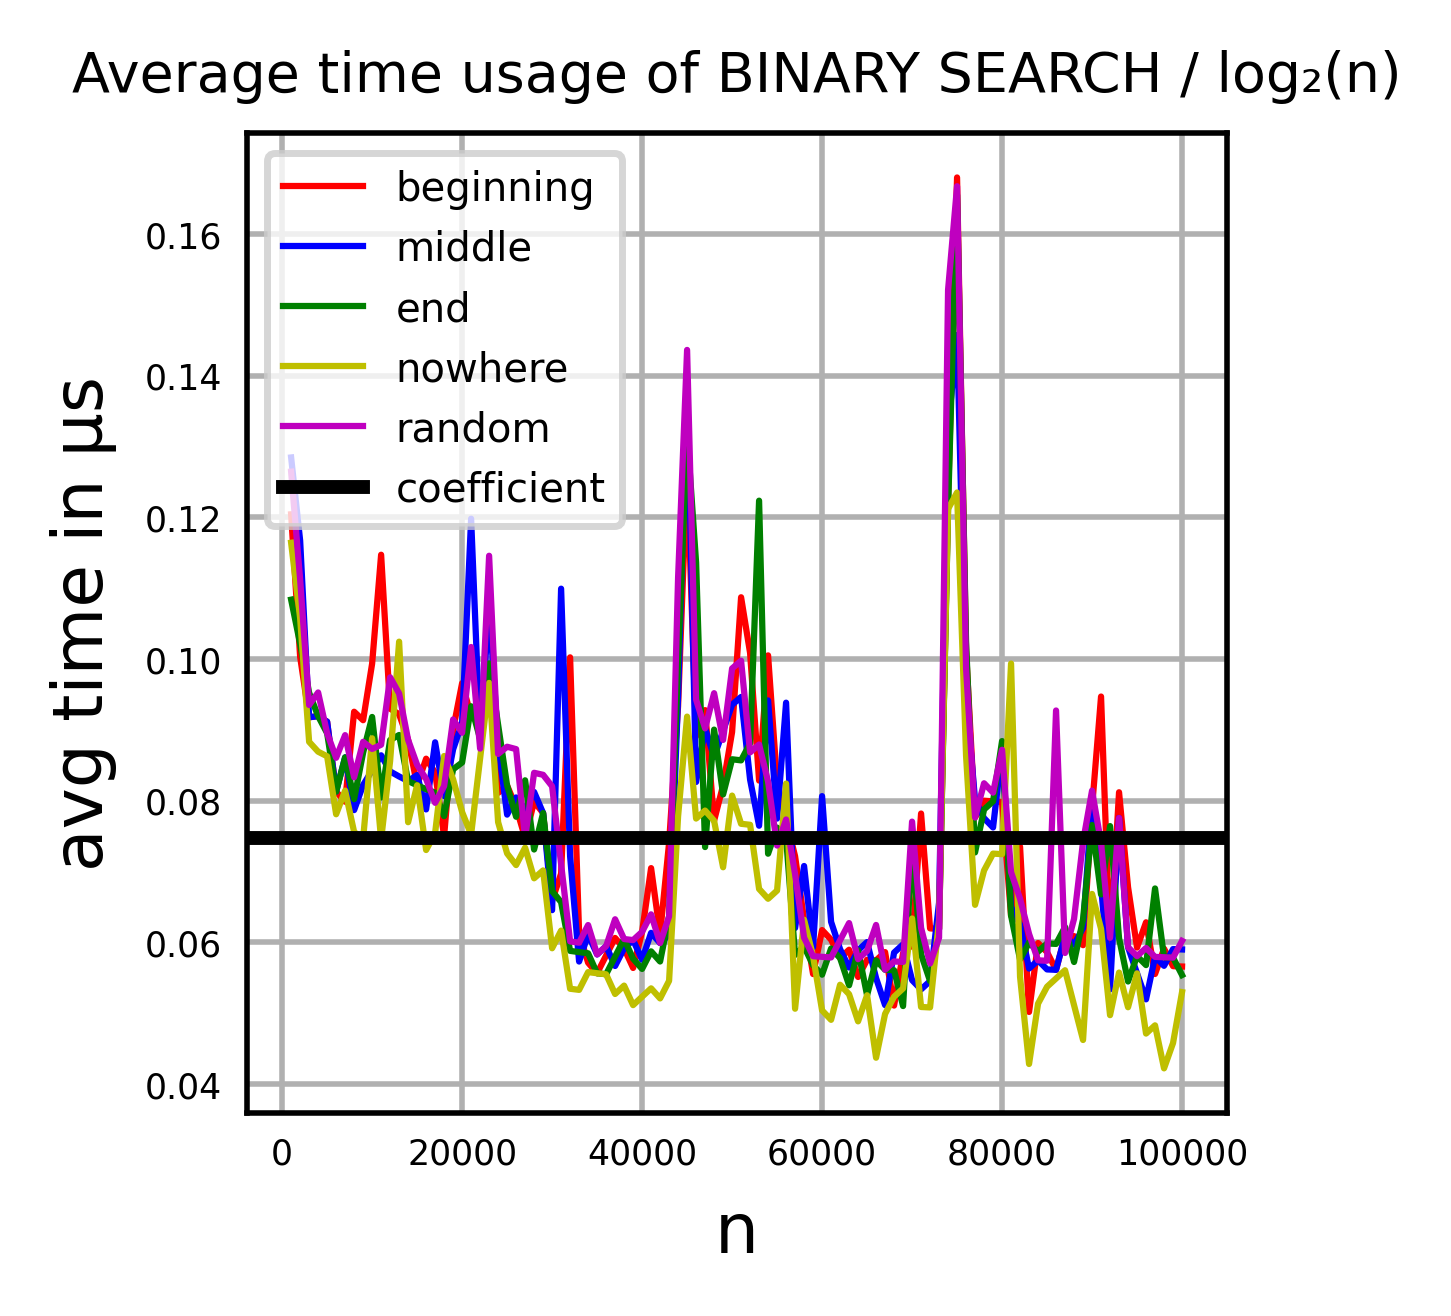 Average time usage of BINARY SEARCH / log₂(n)
avg time in µs
0.16
0.14
0.12
0.10
0.08
0.06
0.04
beginning
middle
end
nowhere
random
coefficient
0 20000 40000 60000 80000 100000
n